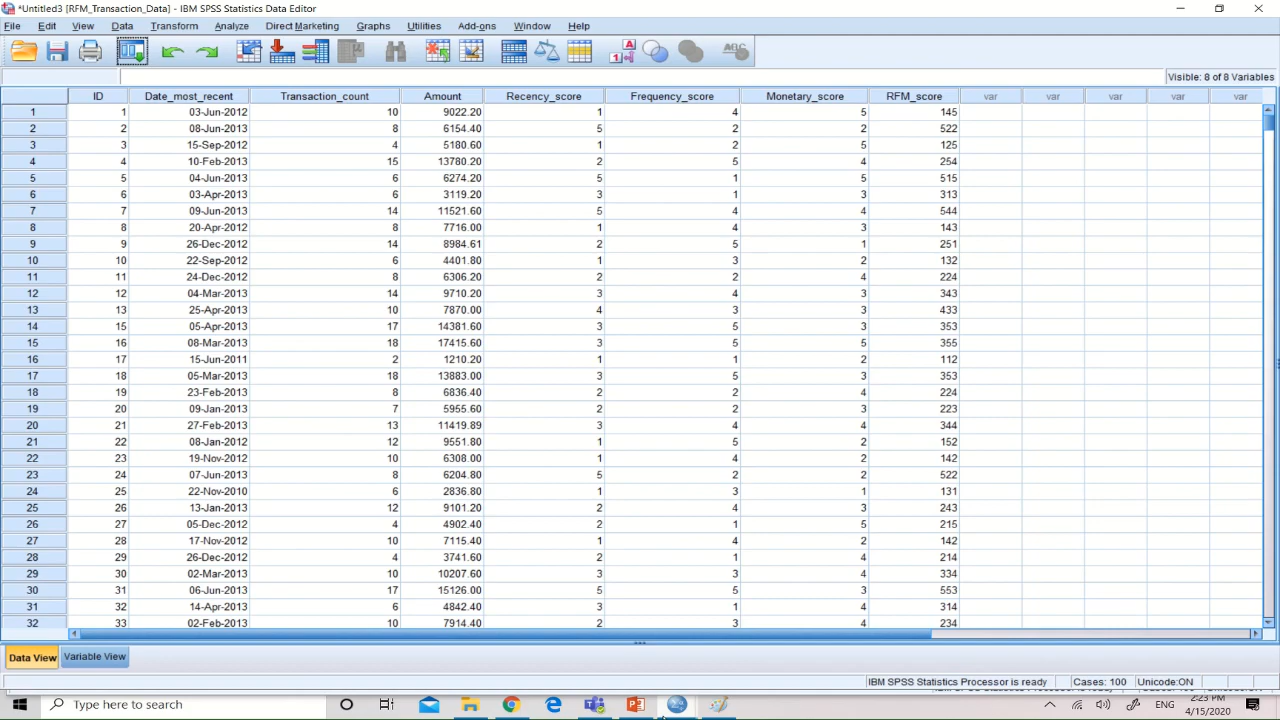 *Untitled3 [RFM_Transaction_Data] - IBM SPSS Statistics Data Editor
File Edit View Data Transform Analyze Direct Marketing Graphs Utilities Add-ons Window Help
Visible: 8 of 8 Variables
ID Date_most_recent Transaction_count Amount Recency_score Frequency_score Monetary_score RFM_score var var var var var
1 1 03-Jun-2012 10 9022.20 1 4 5 145
2 2 08-Jun-2013 8 6154.40 5 2 2 522
3 3 15-Sep-2012 4 5180.60 1 2 5 125
4 4 10-Feb-2013 15 13780.20 2 5 4 254
5 5 04-Jun-2013 6 6274.20 5 1 5 515
6 6 03-Apr-2013 6 3119.20 3 1 3 313
7 7 09-Jun-2013 14 11521.60 5 4 4 544
8 8 20-Apr-2012 8 7716.00 1 4 3 143
9 9 26-Dec-2012 14 8984.61 2 5 1 251
10 10 22-Sep-2012 6 4401.80 1 3 2 132
11 11 24-Dec-2012 8 6306.20 2 2 4 224
12 12 04-Mar-2013 14 9710.20 3 4 3 343
13 13 25-Apr-2013 10 7870.00 4 3 3 433
14 15 05-Apr-2013 17 14381.60 3 5 3 353
15 16 08-Mar-2013 18 17415.60 3 5 5 355
16 17 15-Jun-2011 2 1210.20 1 1 2 112
17 18 05-Mar-2013 18 13883.00 3 5 3 353
18 19 23-Feb-2013 8 6836.40 2 2 4 224
19 20 09-Jan-2013 7 5955.60 2 2 3 223
20 21 27-Feb-2013 13 11419.89 3 4 4 344
21 22 08-Jan-2012 12 9551.80 1 5 2 152
22 23 19-Nov-2012 10 6308.00 1 4 2 142
23 24 07-Jun-2013 8 6204.80 5 2 2 522
24 25 22-Nov-2010 6 2836.80 1 3 1 131
25 26 13-Jan-2013 12 9101.20 2 4 3 243
26 27 05-Dec-2012 4 4902.40 2 1 5 215
27 28 17-Nov-2012 10 7115.40 1 4 2 142
28 29 26-Dec-2012 4 3741.60 2 1 4 214
29 30 02-Mar-2013 10 10207.60 3 3 4 334
30 31 06-Jun-2013 17 15126.00 5 5 3 553
31 32 14-Apr-2013 6 4842.40 3 1 4 314
32 33 02-Feb-2013 10 7914.40 2 3 4 234
Data View Variable View
IBM SPSS Statistics Processor is ready Cases: 100 Unicode:ON
Type here to search
ENG
2:23 PM
4/15/2020